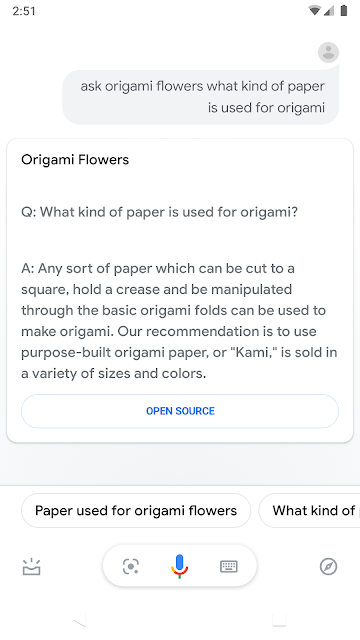 2:51
ask origami flowers what kind of paper
is used for origami
Origami Flowers
Q: What kind of paper is used for origami?
A: Any sort of paper which can be cut to a
square, hold a crease and be manipulated
through the basic origami folds can be used to
make origami. Our recommendation is to use
purpose-built origami paper, or "Kami," is sold in
a variety of sizes and colors.
OPEN SOURCE
Paper used for origami flowers
What kind of